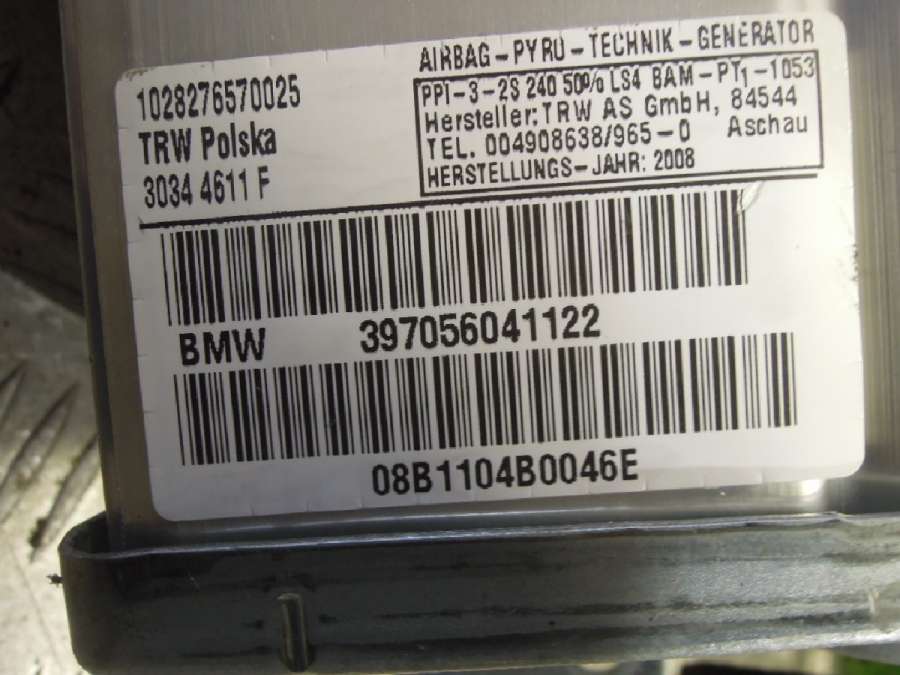 1028276570025
TRW Polska
3034 4611 F
AIRBAG-PYRO-TECHNIK-GENERATOR
PP1-3-2S 240 50% LS4 BAM-PT1-1053
Hersteller: TRW AS GmbH, 84544
Aschau
TEL. 004908638/965-0
HERSTELLUNGS-JAHR: 2008
BMW 397056041122
08B1104B0046E